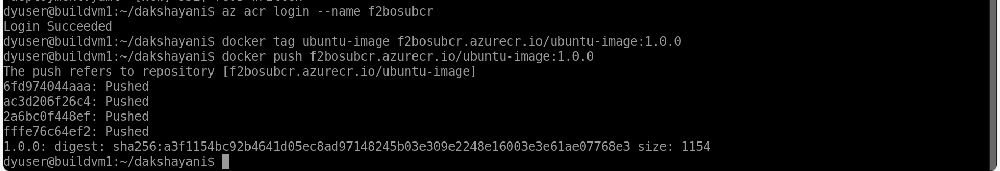 dyuser@buildvm1:~/dakshayani$ az acr login --name f2bosubcr
Login Succeeded
dyuser@buildvm1:~/dakshayani$ docker tag ubuntu-image f2bosubcr.azurecr.io/ubuntu-image:1.0.0
dyuser@buildvm1:~/dakshayani$ docker push f2bosubcr.azurecr.io/ubuntu-image:1.0.0
The push refers to repository [f2bosubcr.azurecr.io/ubuntu-image]
6fd974044aaa: Pushed
ac3d206f26c4: Pushed
2a6bc0f448ef: Pushed
fffe76c64ef2: Pushed
1.0.0: digest: sha256:a3f1154bc92b4641d05ec8ad97148245b03e309e2248e16003e3e61ae07768e3 size: 1154
dyuser@buildvm1:~/dakshayani$